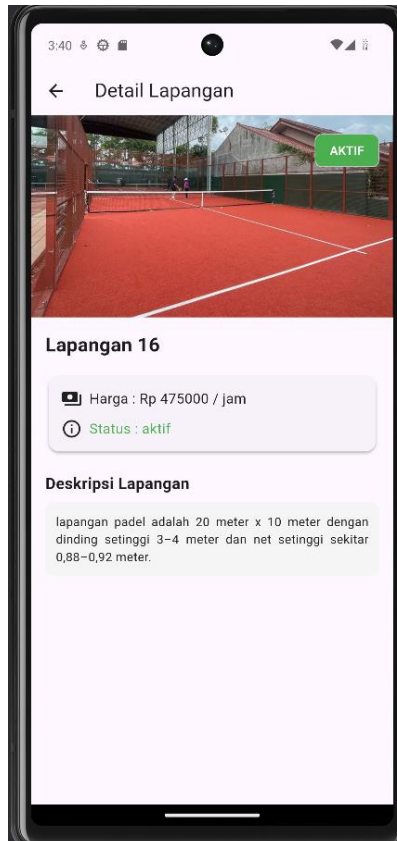 3:40
Detail Lapangan
AKTIF
Lapangan 16
Harga : Rp 475000 / jam
Status : aktif
Deskripsi Lapangan
lapangan padel adalah 20 meter x 10 meter dengan
dinding setinggi 3–4 meter dan net setinggi sekitar
0,88–0,92 meter.